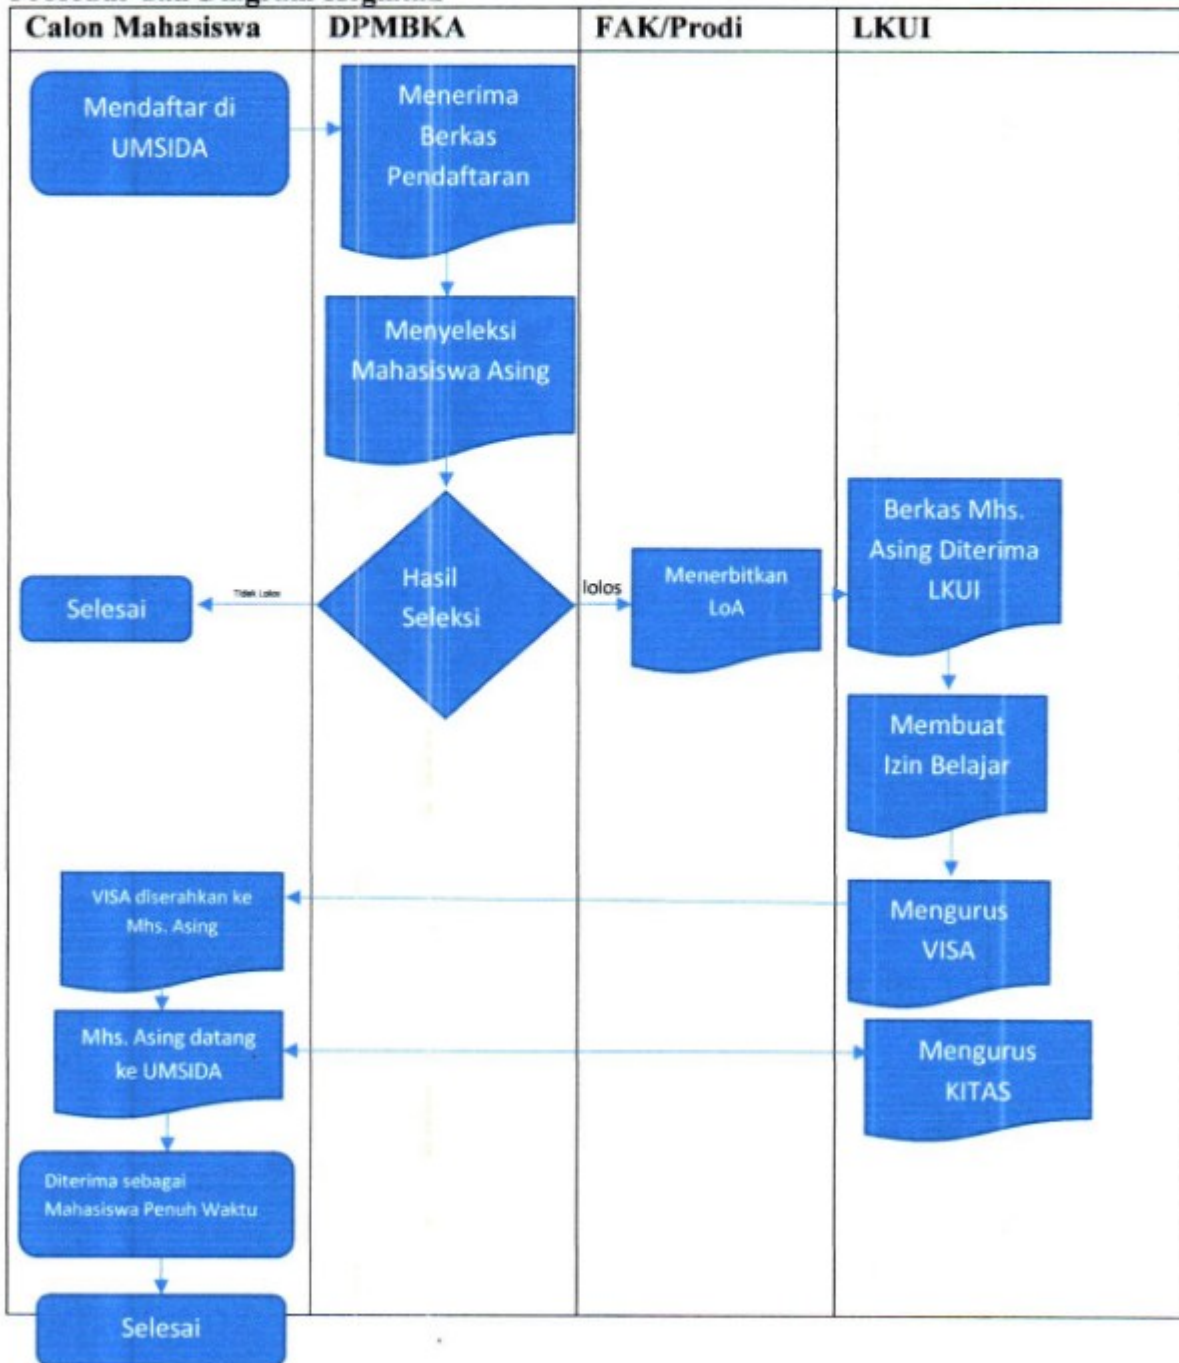 Calon Mahasiswa
DPMBKA
FAK/Prodi
LKUI
Mendaftar di
UMSIDA
Menerima
Berkas
Pendaftaran
Menyeleksi
Mahasiswa Asing
Hasil
Seleksi
Tidak Lolos
Selesai
lolos
Menerbitkan
LoA
Berkas Mhs.
Asing Diterima
LKUI
Membuat
Izin Belajar
Mengurus
VISA
VISA diserahkan ke
Mhs. Asing
Mhs. Asing datang
ke UMSIDA
Mengurus
KITAS
Diterima sebagai
Mahasiswa Penuh Waktu
Selesai